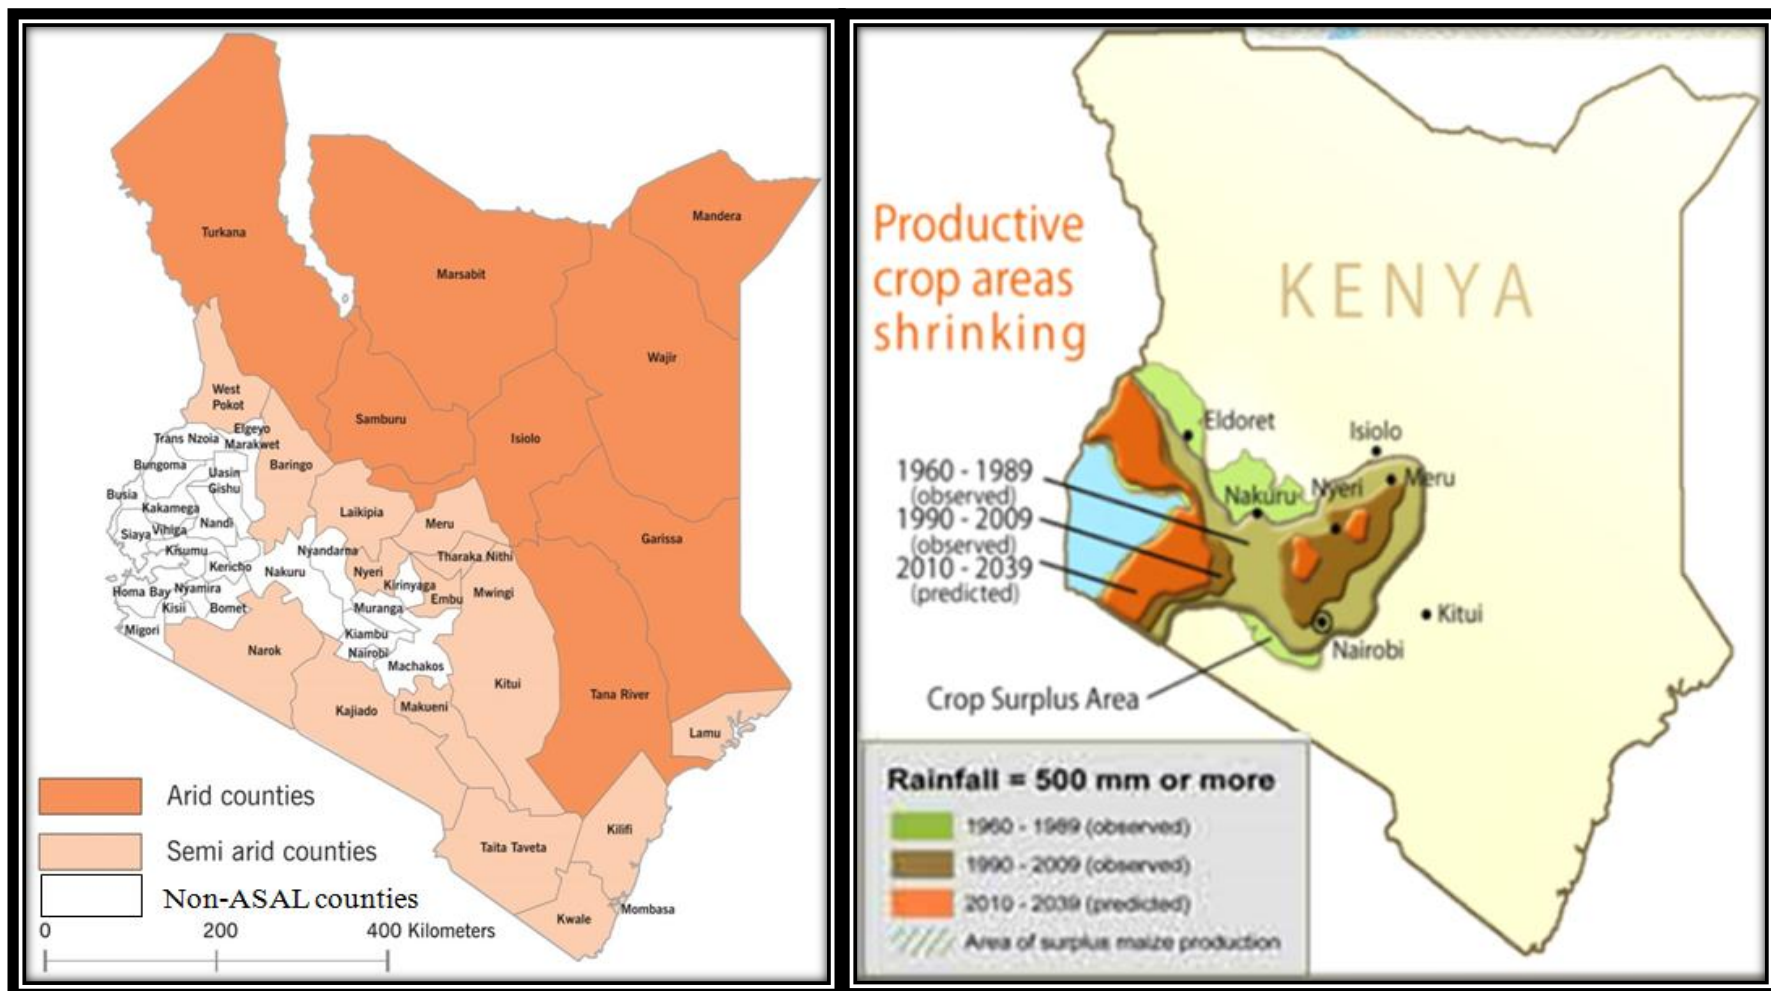 Turkana
Marsabit
Mandera
Wajir
Samburu
Isiolo
West
Pokot
Elgeyo
Marakwet
Trans Nzoia
Bungoma
Uasin
Gishu
Baringo
Busia
Kakamega
Nandi
Siaya
Vihiga
Kisumu
Kericho
Laikipia
Meru
Garissa
Nyandarna
Tharaka Nithi
Nakuru
Nyeri
Kirinyaga
Embu
Mwingi
Homa Bay
Nyamira
Kisii
Bomet
Muranga
Migori
Kiambu
Nairobi
Machakos
Narok
Kitui
Tana River
Kajiado
Makueni
Lamu
Taita Taveta
Kilifi
Kwale
Mombasa
Arid counties
Semi arid counties
Non-ASAL counties
0 200 400 Kilometers
Productive
crop areas
shrinking
KENYA
Eldoret
Isiolo
Nakuru
Nyeri
Meru
1960 - 1989
(observed)
1990 - 2009
(observed)
2010 - 2039
(predicted)
Kitui
Nairobi
Crop Surplus Area
Rainfall = 500 mm or more
1960 - 1989 (observed)
1990 - 2009 (observed)
2010 - 2039 (predicted)
Area of surplus maize production